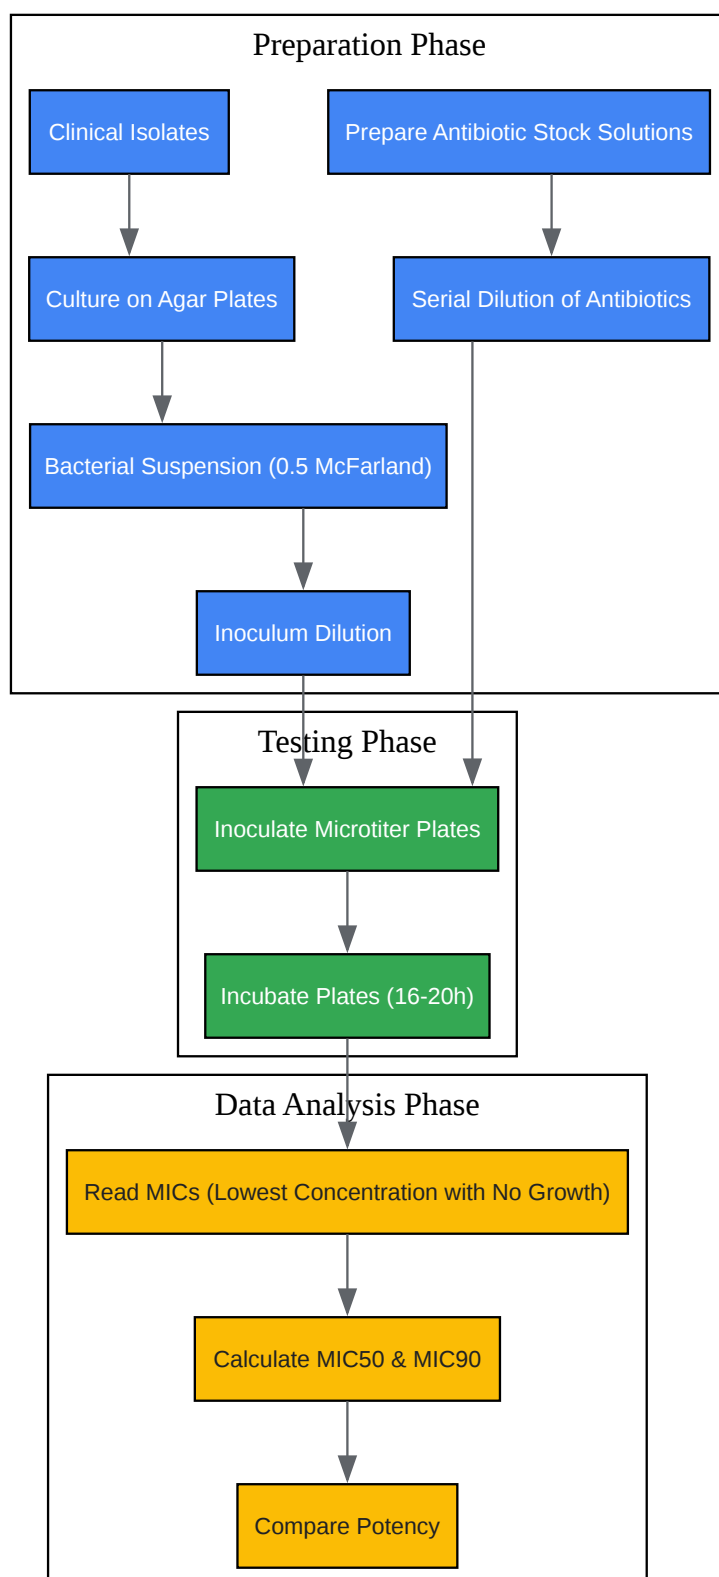 Preparation Phase
Clinical Isolates
Prepare Antibiotic Stock Solutions
Culture on Agar Plates
Serial Dilution of Antibiotics
Bacterial Suspension (0.5 McFarland)
Inoculum Dilution
Testing Phase
Inoculate Microtiter Plates
Incubate Plates (16-20h)
Data Analysis Phase
Read MICs (Lowest Concentration with No Growth)
Calculate MIC50 & MIC90
Compare Potency